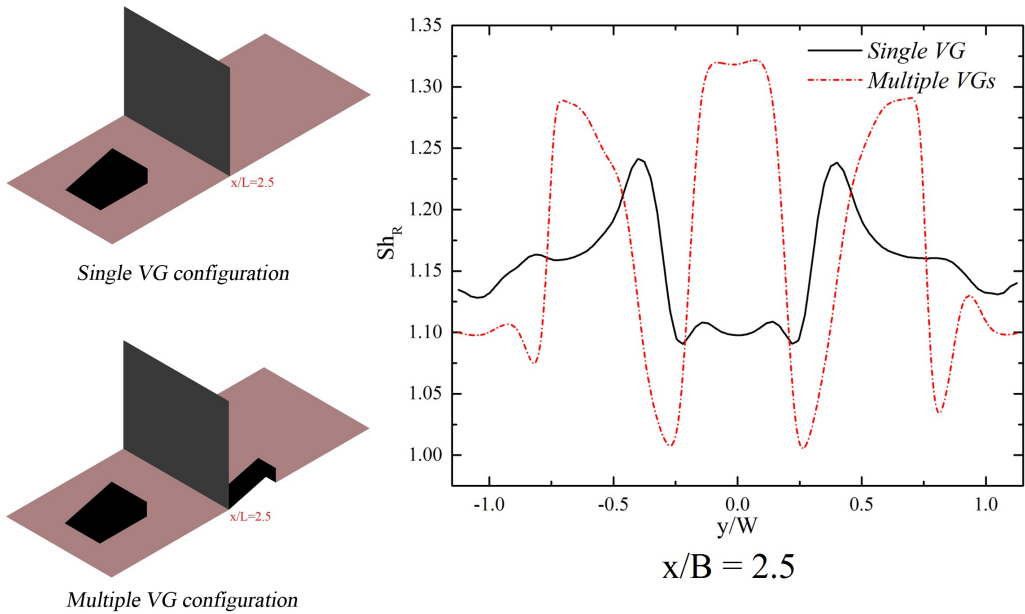 x/L=2.5
Single VG configuration
x/L=2.5
Multiple VG configuration
1.35
1.30
1.25
1.20
1.15
1.10
1.05
1.00
Sh_R
Single VG
Multiple VGs
-1.0 -0.5 0.0 0.5 1.0
y/W
x/B = 2.5